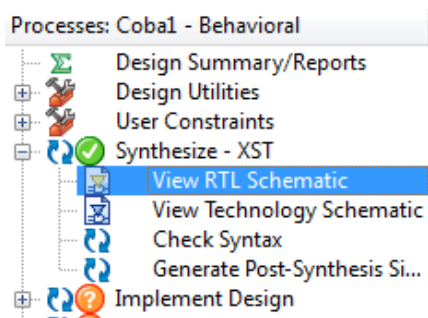 Processes: Coba1 - Behavioral
Design Summary/Reports
Design Utilities
User Constraints
Synthesize - XST
View RTL Schematic
View Technology Schematic
Check Syntax
Generate Post-Synthesis Si...
Implement Design